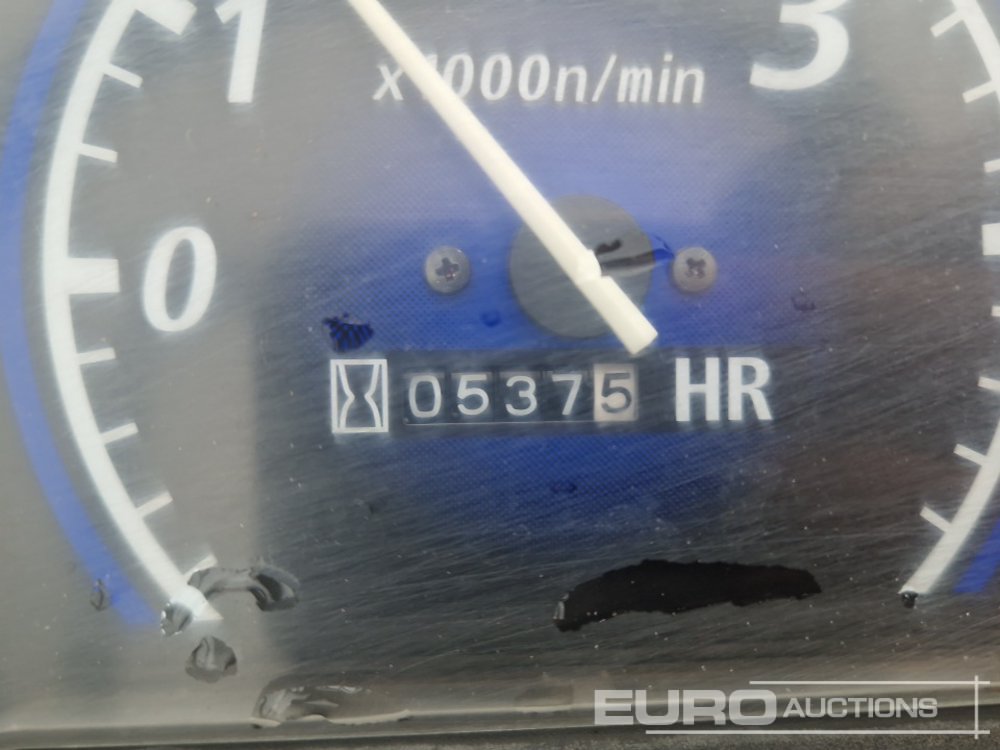 1 3
x1000n/min
0
05375 HR
EURO AUCTIONS